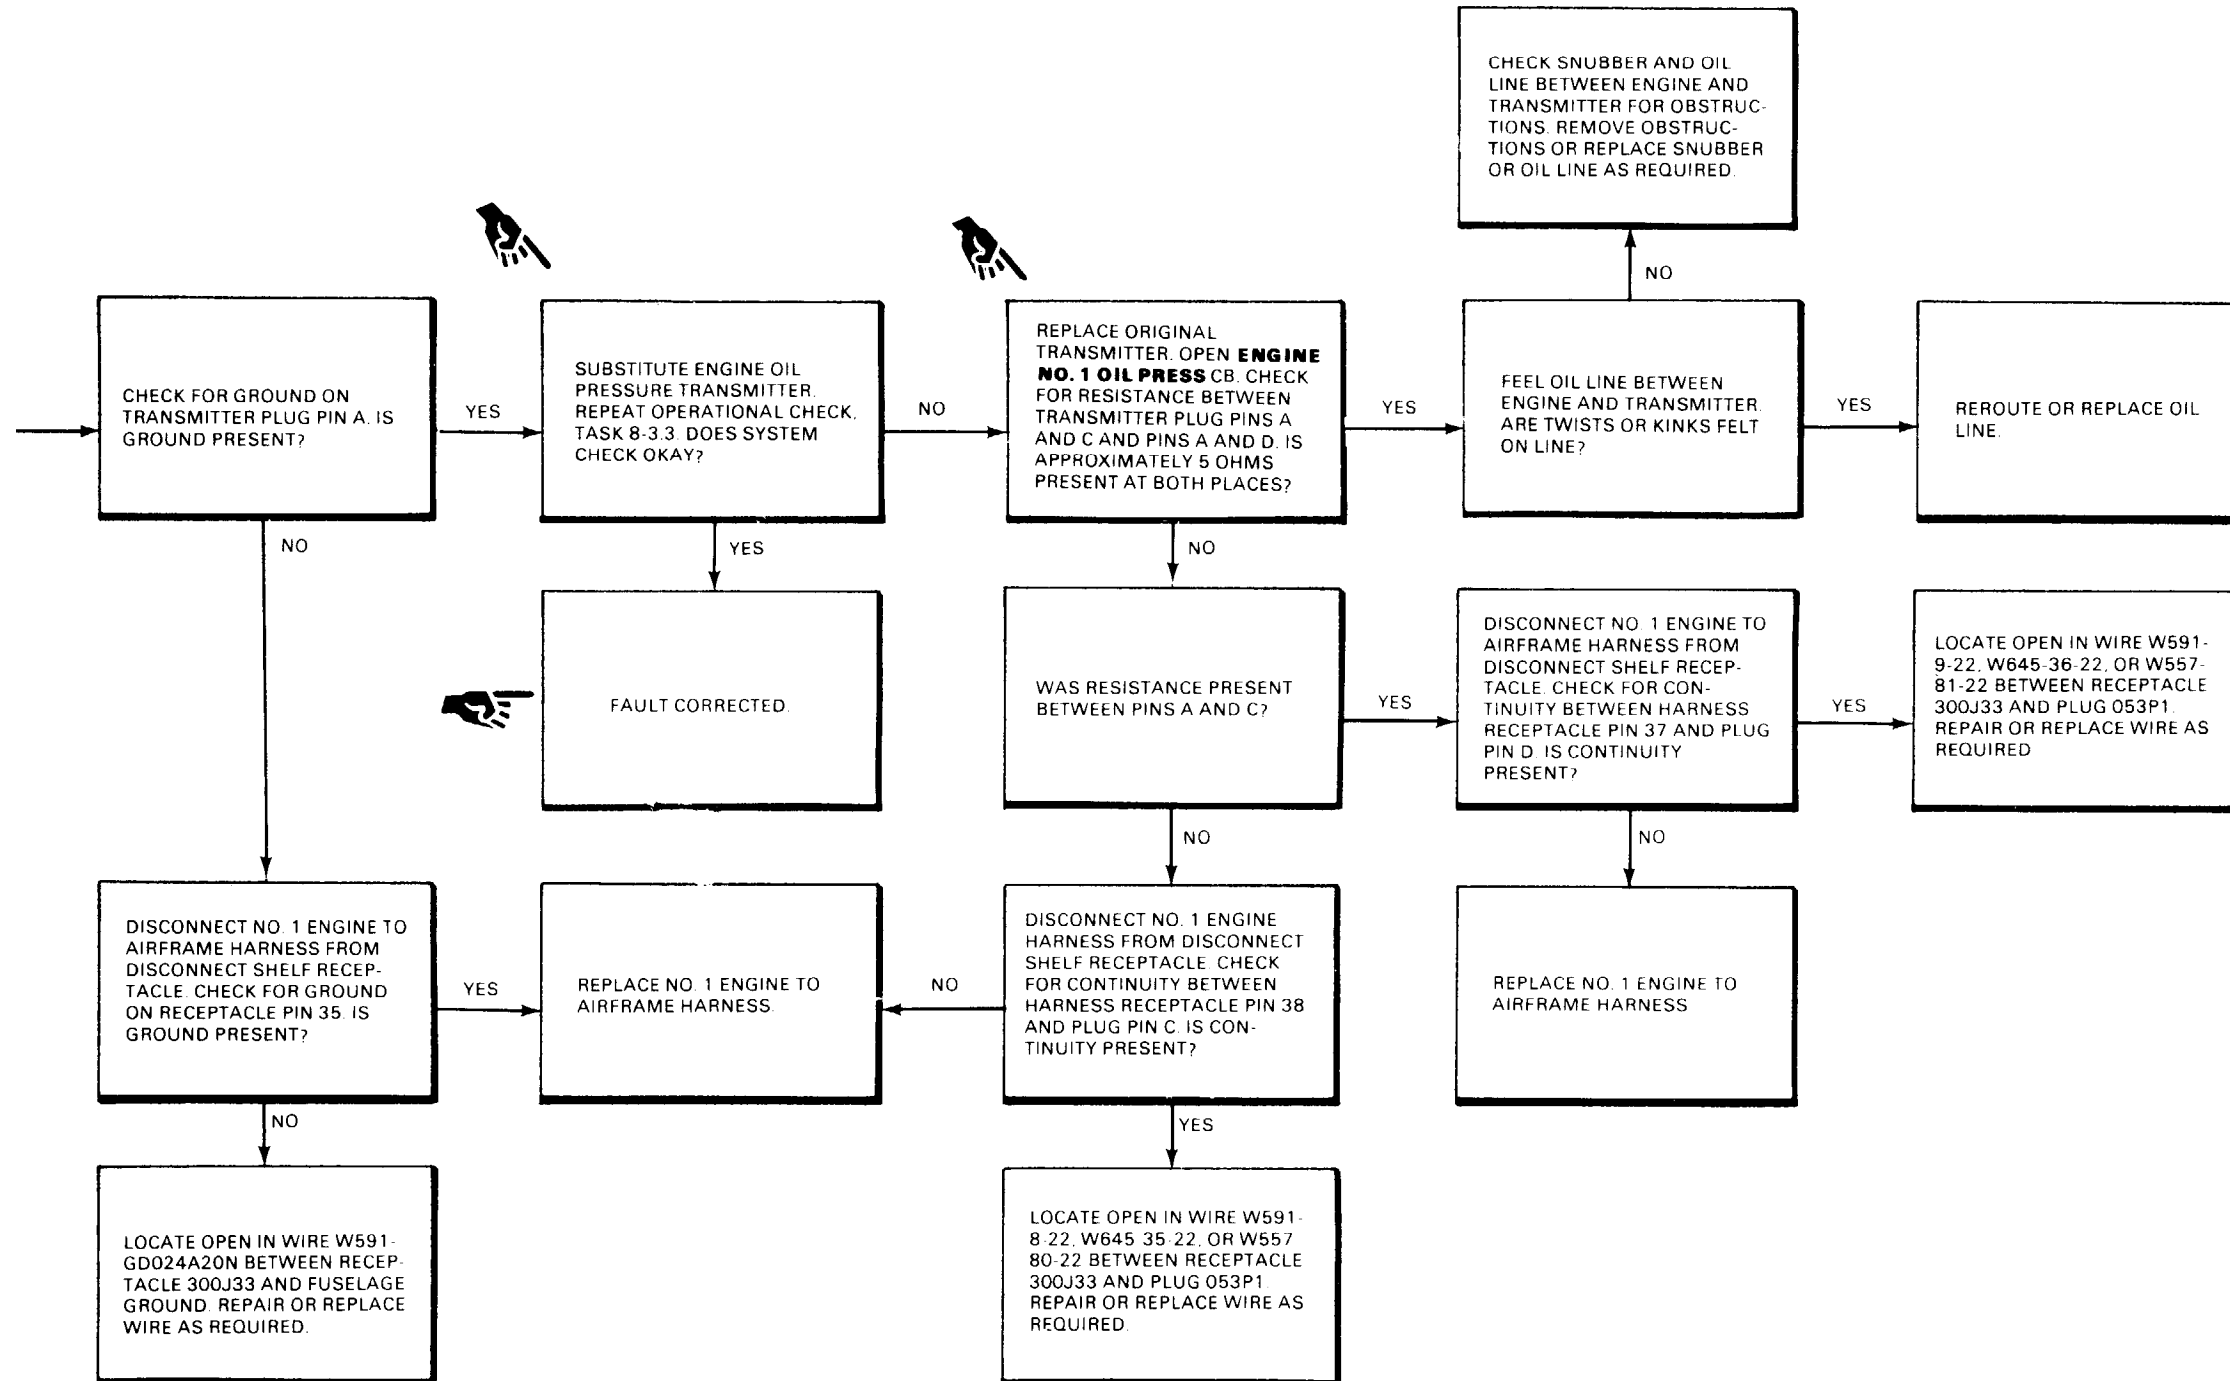 CHECK SNUBBER AND OIL
LINE BETWEEN ENGINE AND
TRANSMITTER FOR OBSTRUC-
TIONS. REMOVE OBSTRUC-
TIONS OR REPLACE SNUBBER
OR OIL LINE AS REQUIRED.
NO
CHECK FOR GROUND ON
TRANSMITTER PLUG PIN A. IS
GROUND PRESENT?
YES
SUBSTITUTE ENGINE OIL
PRESSURE TRANSMITTER.
REPEAT OPERATIONAL CHECK,
TASK 8-3.3. DOES SYSTEM
CHECK OKAY?
NO
REPLACE ORIGINAL
TRANSMITTER. OPEN ENGINE
NO. 1 OIL PRESS CB. CHECK
FOR RESISTANCE BETWEEN
TRANSMITTER PLUG PINS A
AND C AND PINS A AND D. IS
APPROXIMATELY 5 OHMS
PRESENT AT BOTH PLACES?
YES
FEEL OIL LINE BETWEEN
ENGINE AND TRANSMITTER.
ARE TWISTS OR KINKS FELT
ON LINE?
YES
REROUTE OR REPLACE OIL
LINE.
NO
YES
NO
FAULT CORRECTED.
WAS RESISTANCE PRESENT
BETWEEN PINS A AND C?
YES
DISCONNECT NO. 1 ENGINE TO
AIRFRAME HARNESS FROM
DISCONNECT SHELF RECEP-
TACLE. CHECK FOR CON-
TINUITY BETWEEN HARNESS
RECEPTACLE PIN 37 AND PLUG
PIN D. IS CONTINUITY
PRESENT?
YES
LOCATE OPEN IN WIRE W591-
9-22, W645-36-22, OR W557-
81-22 BETWEEN RECEPTACLE
300J33 AND PLUG 053P1.
REPAIR OR REPLACE WIRE AS
REQUIRED
NO
NO
DISCONNECT NO. 1 ENGINE TO
AIRFRAME HARNESS FROM
DISCONNECT SHELF RECEP-
TACLE. CHECK FOR GROUND
ON RECEPTACLE PIN 35. IS
GROUND PRESENT?
YES
REPLACE NO. 1 ENGINE TO
AIRFRAME HARNESS.
NO
DISCONNECT NO. 1 ENGINE
HARNESS FROM DISCONNECT
SHELF RECEPTACLE. CHECK
FOR CONTINUITY BETWEEN
HARNESS RECEPTACLE PIN 38
AND PLUG PIN C. IS CON-
TINUITY PRESENT?
REPLACE NO. 1 ENGINE TO
AIRFRAME HARNESS
NO
YES
LOCATE OPEN IN WIRE W591-
GD024A20N BETWEEN RECEP-
TACLE 300J33 AND FUSELAGE
GROUND. REPAIR OR REPLACE
WIRE AS REQUIRED.
LOCATE OPEN IN WIRE W591-
8-22, W645 35-22, OR W557
80-22 BETWEEN RECEPTACLE
300J33 AND PLUG 053P1.
REPAIR OR REPLACE WIRE AS
REQUIRED.